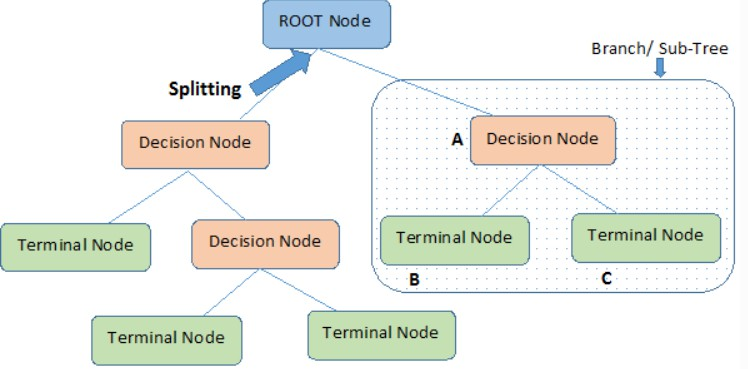 ROOT Node
Branch/ Sub-Tree
Splitting
Decision Node
A
Decision Node
Terminal Node
Decision Node
Terminal Node
Terminal Node
B
C
Terminal Node
Terminal Node